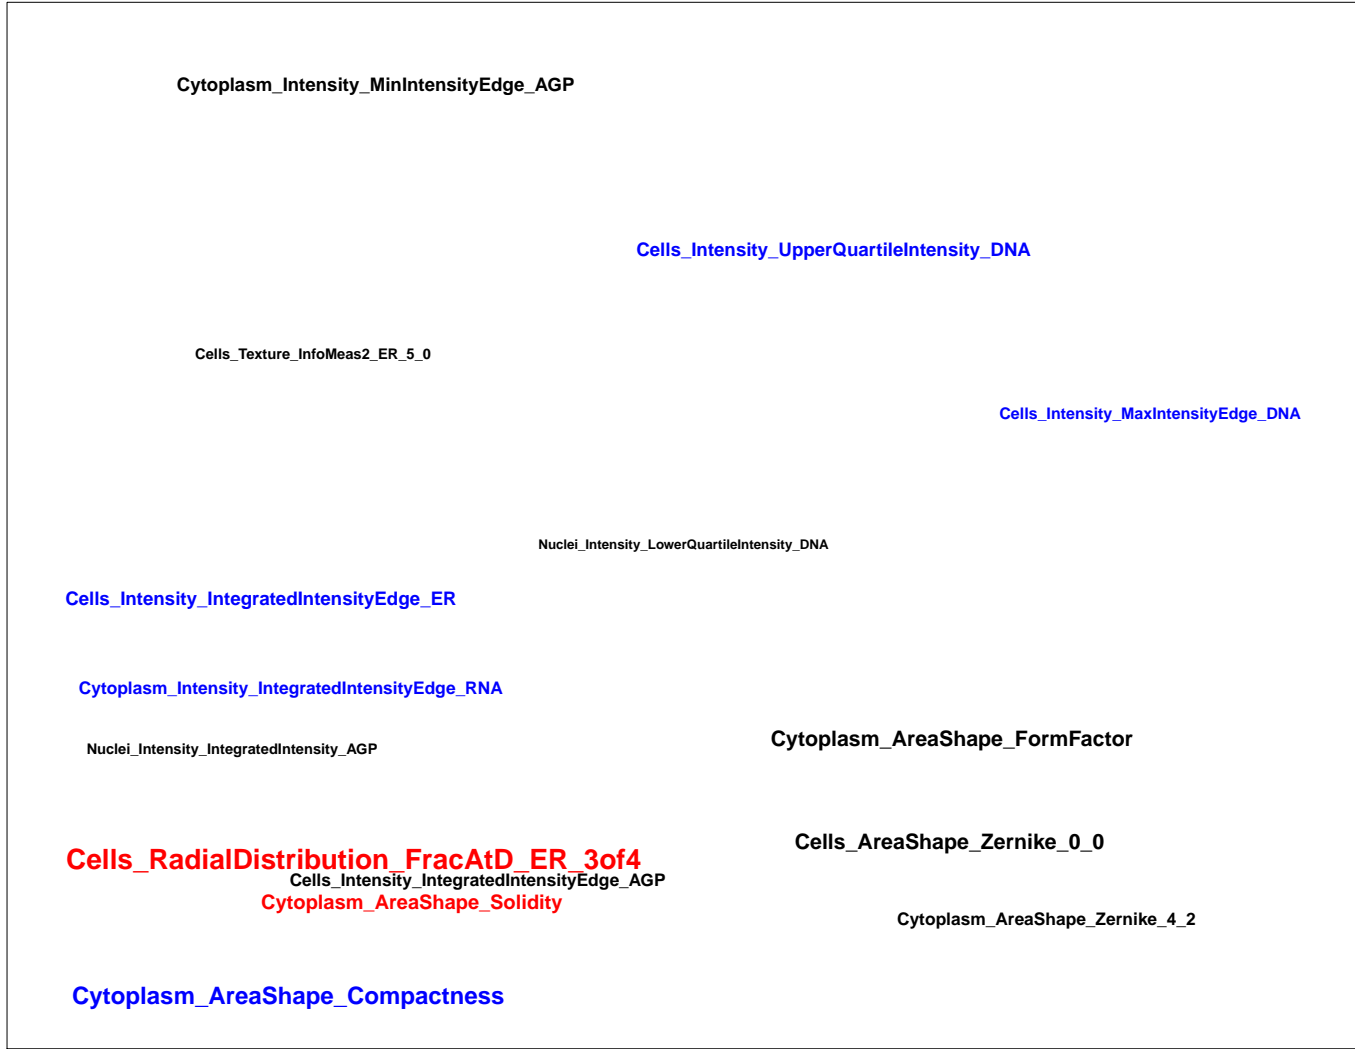 Cytoplasm_Intensity_MinIntensityEdge_AGP
Cells_Intensity_UpperQuartileIntensity_DNA
Cells_Texture_InfoMeas2_ER_5_0
Cells_Intensity_MaxIntensityEdge_DNA
Nuclei_Intensity_LowerQuartileIntensity_DNA
Cells_Intensity_IntegratedIntensityEdge_ER
Cytoplasm_Intensity_IntegratedIntensityEdge_RNA
Cytoplasm_AreaShape_FormFactor
Nuclei_Intensity_IntegratedIntensity_AGP
Cells_AreaShape_Zernike_0_0
Cells_RadialDistribution_FracAtD_ER_3of4
Cells_Intensity_IntegratedIntensityEdge_AGP
Cytoplasm_AreaShape_Solidity
Cytoplasm_AreaShape_Zernike_4_2
Cytoplasm_AreaShape_Compactness